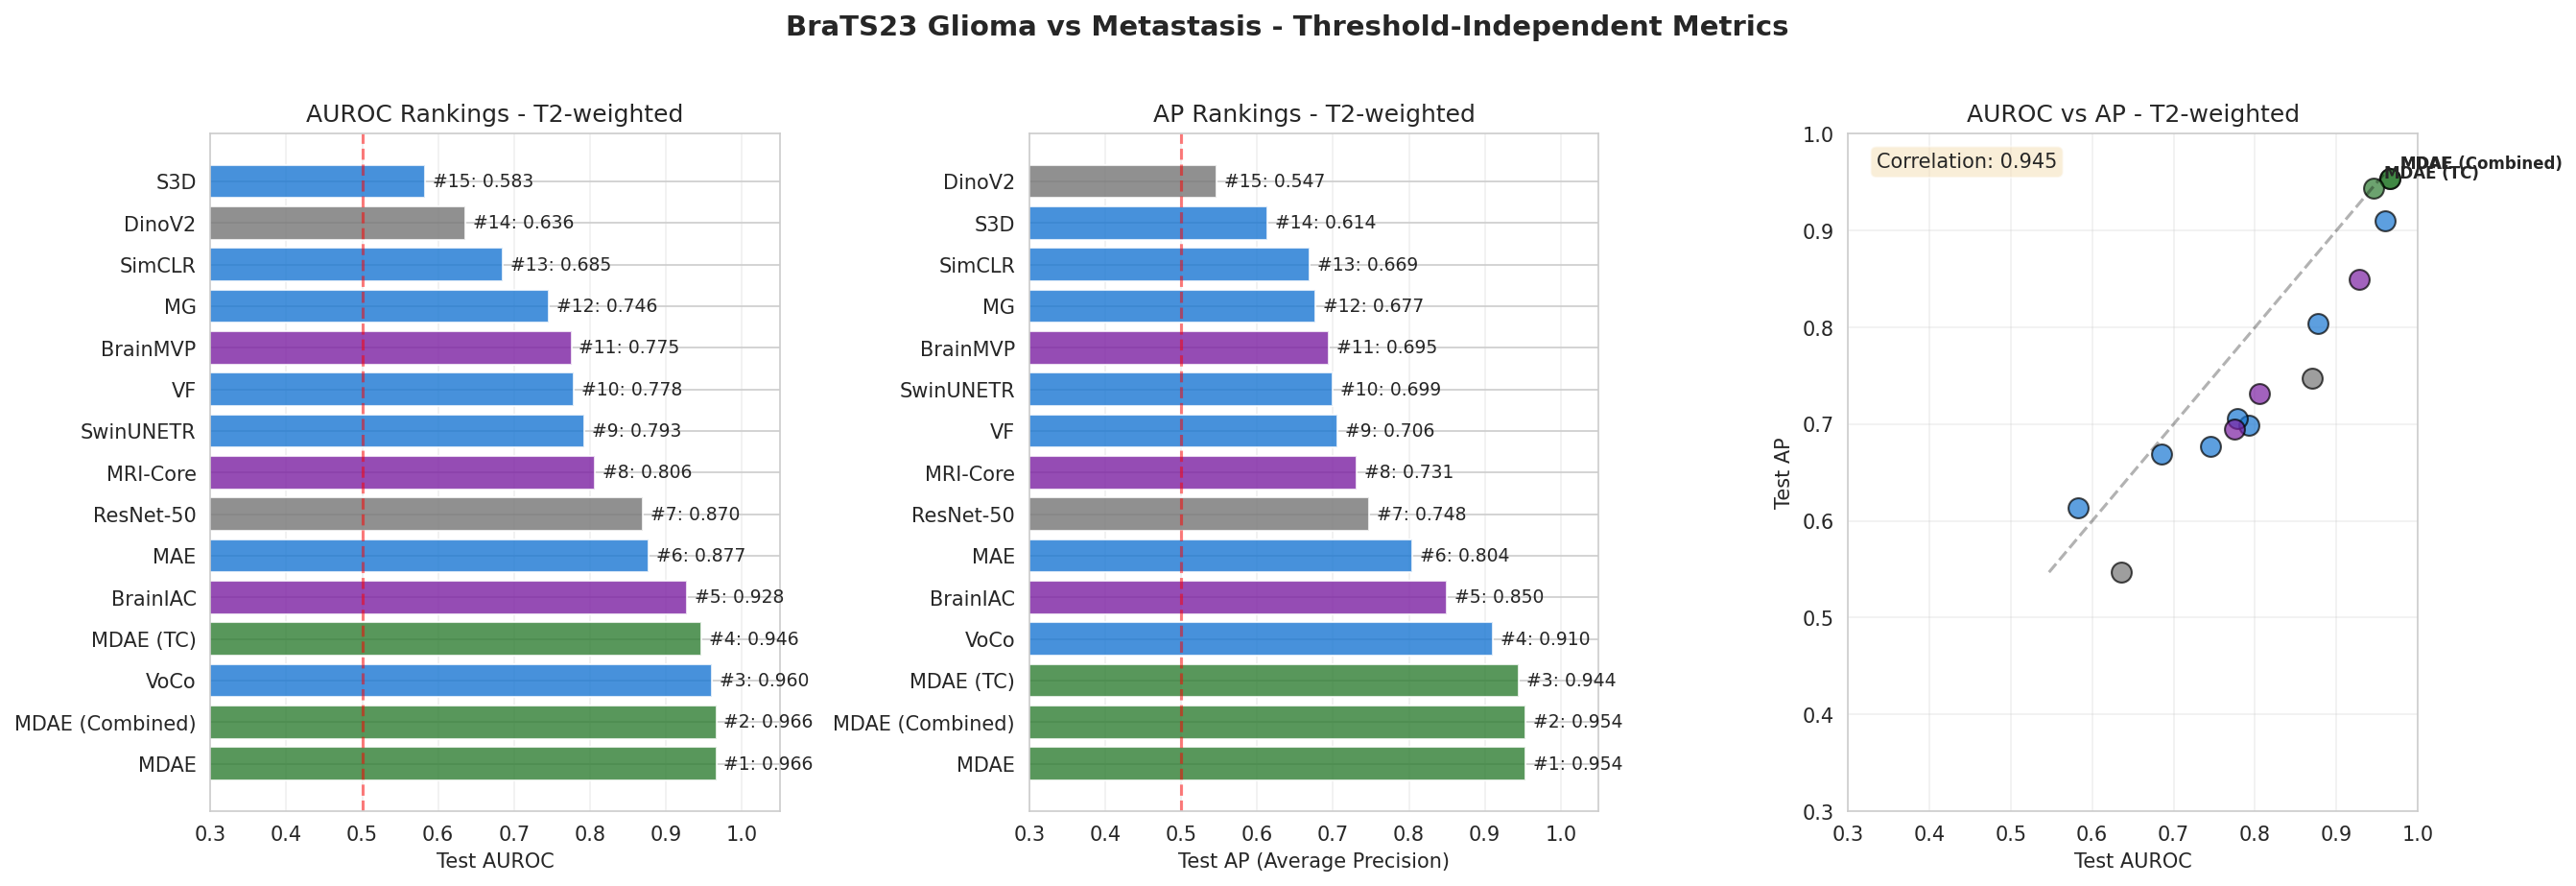 BraTS23 Glioma vs Metastasis - Threshold-Independent Metrics
AUROC Rankings - T2-weighted
S3D #15: 0.583
DinoV2 #14: 0.636
SimCLR #13: 0.685
MG #12: 0.746
BrainMVP #11: 0.775
VF #10: 0.778
SwinUNETR #9: 0.793
MRI-Core #8: 0.806
ResNet-50 #7: 0.870
MAE #6: 0.877
BrainIAC #5: 0.928
MDAE (TC) #4: 0.946
VoCo #3: 0.960
MDAE (Combined) #2: 0.966
MDAE #1: 0.966
0.3 0.4 0.5 0.6 0.7 0.8 0.9 1.0
Test AUROC
AP Rankings - T2-weighted
DinoV2 #15: 0.547
S3D #14: 0.614
SimCLR #13: 0.669
MG #12: 0.677
BrainMVP #11: 0.695
SwinUNETR #10: 0.699
VF #9: 0.706
MRI-Core #8: 0.731
ResNet-50 #7: 0.748
MAE #6: 0.804
BrainIAC #5: 0.850
VoCo #4: 0.910
MDAE (TC) #3: 0.944
MDAE (Combined) #2: 0.954
MDAE #1: 0.954
0.3 0.4 0.5 0.6 0.7 0.8 0.9 1.0
Test AP (Average Precision)
AUROC vs AP - T2-weighted
Correlation: 0.945
MDAE (Combined)
MDAE (TC)
1.0
0.9
0.8
0.7
0.6
0.5
0.4
0.3
Test AP
0.3 0.4 0.5 0.6 0.7 0.8 0.9 1.0
Test AUROC